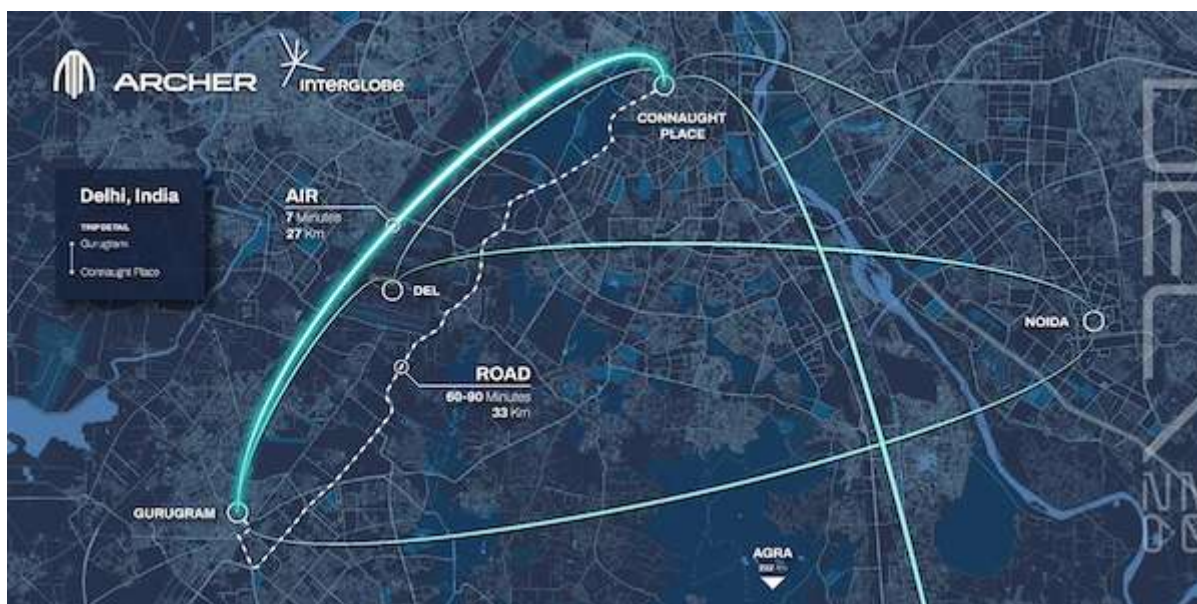 ARCHER
INTERGLOBE
Delhi, India
TRIP DETAIL
Gurugram
Connaught Place
AIR
7 Minutes
27 Km
CONNAUGHT
PLACE
DEL
NOIDA
ROAD
60-90 Minutes
33 Km
GURUGRAM
AGRA